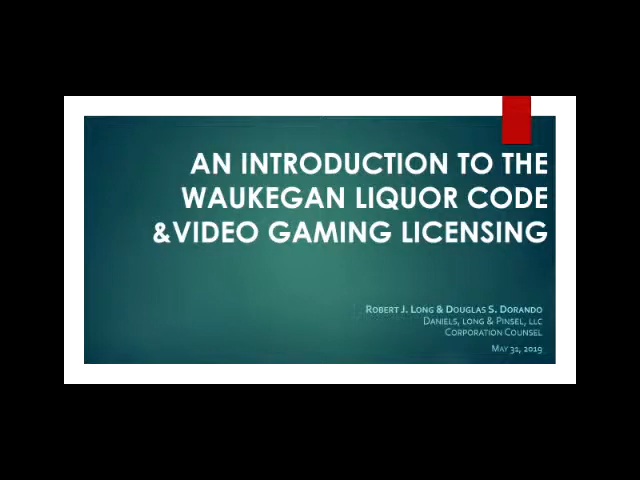 AN INTRODUCTION TO THE
WAUKEGAN LIQUOR CODE
&VIDEO GAMING LICENSING
ROBERT J. LONG & DOUGLAS S. DORANDO
DANIELS, LONG & PINSEL, LLC
CORPORATION COUNSEL
MAY 31, 2019